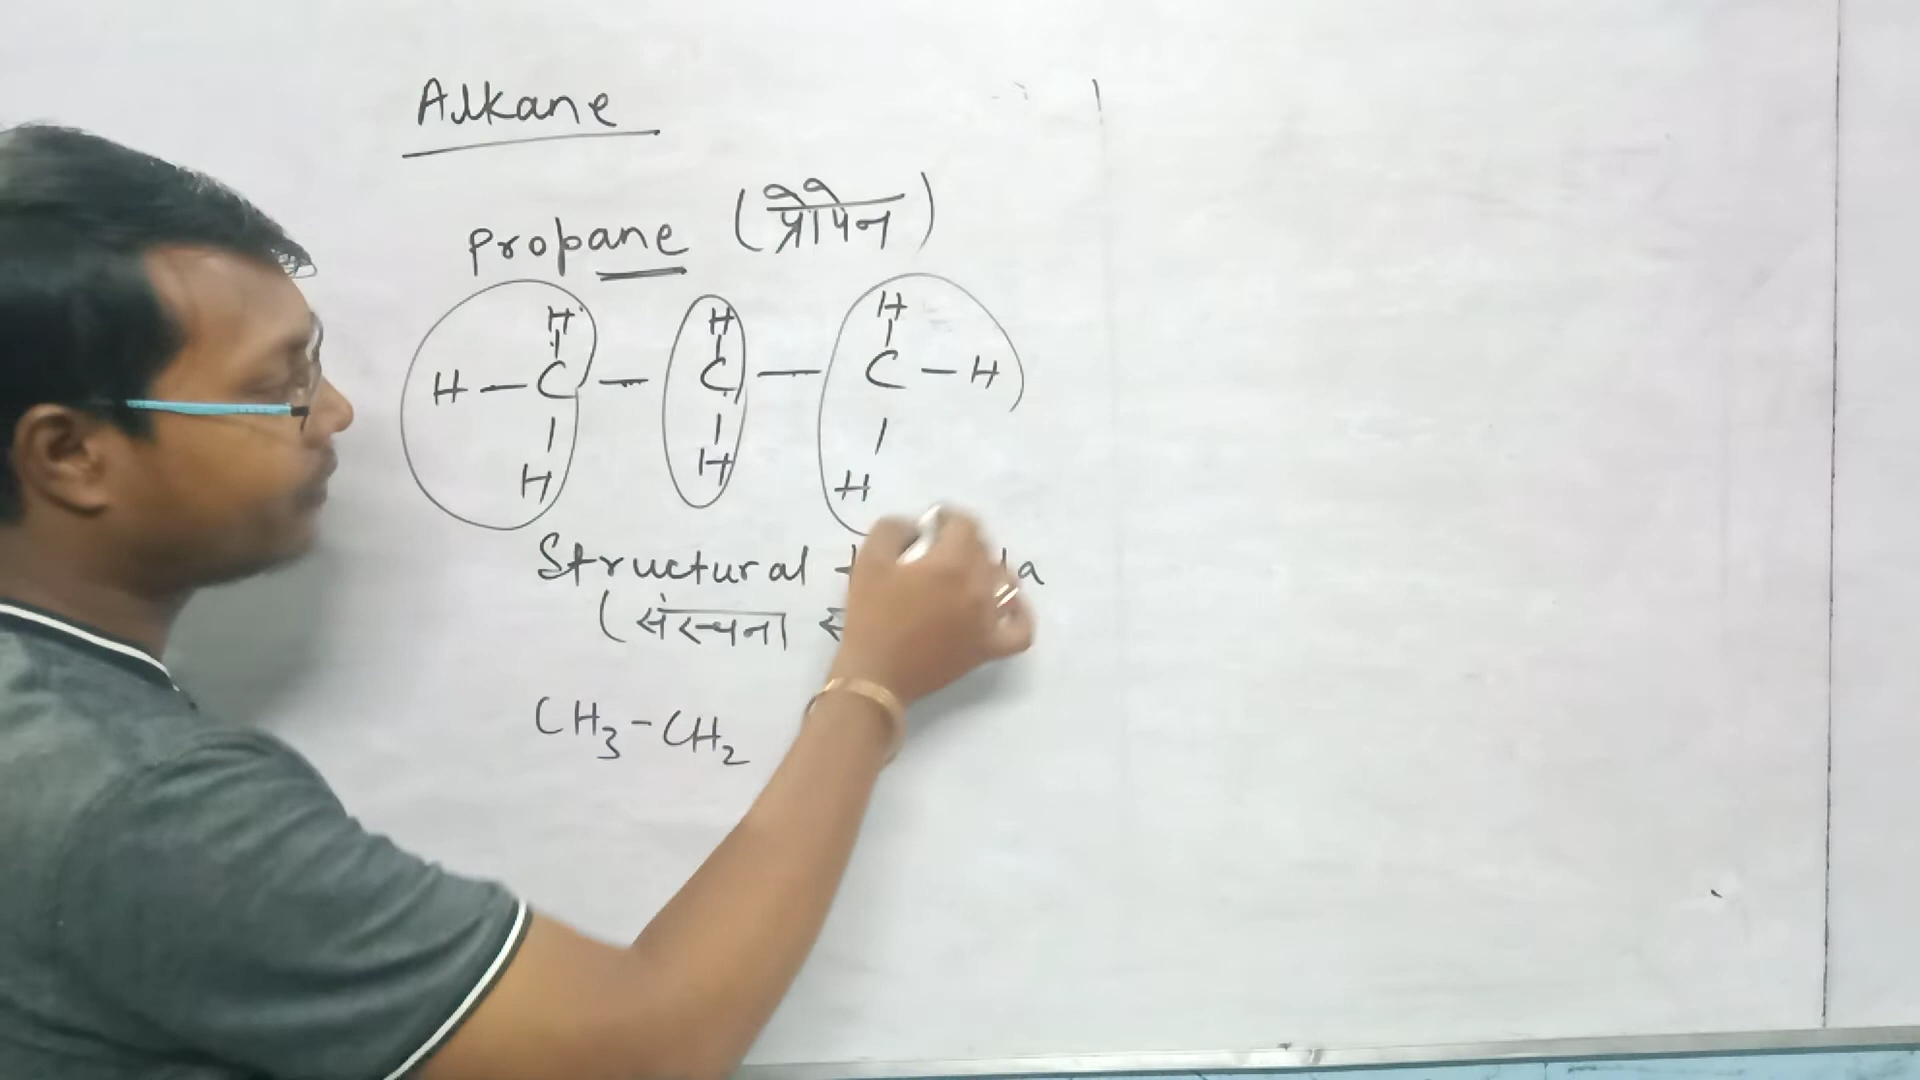 Alkane
Propane (प्रोपेन)
H H H
H - C - C - C - H
H H H
Structural
(संरचना
CH₃-CH₂